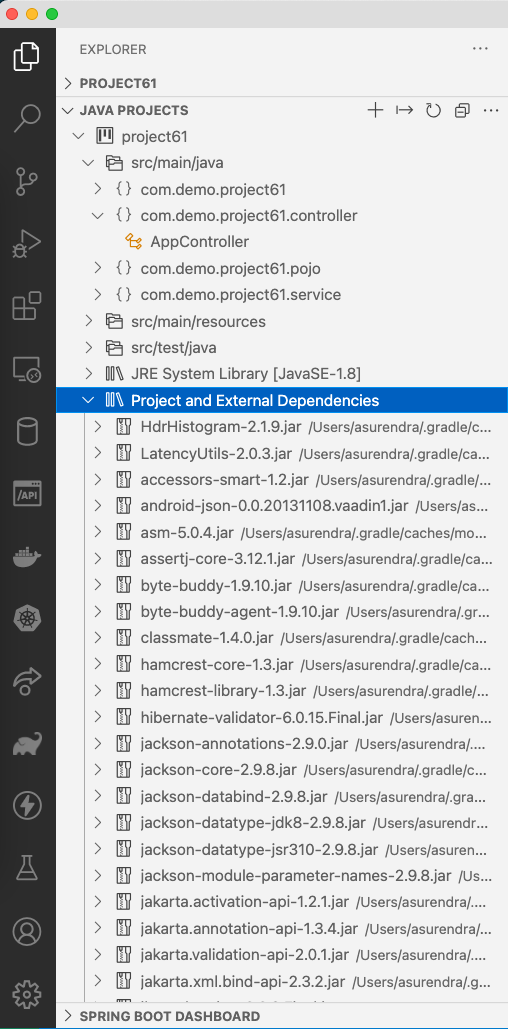 EXPLORER
PROJECT61
JAVA PROJECTS
project61
src/main/java
{} com.demo.project61
{} com.demo.project61.controller
AppController
{} com.demo.project61.pojo
{} com.demo.project61.service
src/main/resources
src/test/java
JRE System Library [JavaSE-1.8]
Project and External Dependencies
HdrHistogram-2.1.9.jar /Users/asurendra/.gradle/c...
LatencyUtils-2.0.3.jar /Users/asurendra/.gradle/ca...
accessors-smart-1.2.jar /Users/asurendra/.gradle/...
android-json-0.0.20131108.vaadin1.jar /Users/as...
asm-5.0.4.jar /Users/asurendra/.gradle/caches/mo...
assertj-core-3.12.1.jar /Users/asurendra/.gradle/ca...
byte-buddy-1.9.10.jar /Users/asurendra/.gradle/ca...
byte-buddy-agent-1.9.10.jar /Users/asurendra/.gr...
classmate-1.4.0.jar /Users/asurendra/.gradle/cach...
hamcrest-core-1.3.jar /Users/asurendra/.gradle/ca...
hamcrest-library-1.3.jar /Users/asurendra/.gradle/...
hibernate-validator-6.0.15.Final.jar /Users/asuren...
jackson-annotations-2.9.0.jar /Users/asurendra/....
jackson-core-2.9.8.jar /Users/asurendra/.gradle/c...
jackson-databind-2.9.8.jar /Users/asurendra/.gra...
jackson-datatype-jdk8-2.9.8.jar /Users/asurendr...
jackson-datatype-jsr310-2.9.8.jar /Users/asuren...
jackson-module-parameter-names-2.9.8.jar /Us...
jakarta.activation-api-1.2.1.jar /Users/asurendra/...
jakarta.annotation-api-1.3.4.jar /Users/asurendra/...
jakarta.validation-api-2.0.1.jar /Users/asurendra/....
jakarta.xml.bind-api-2.3.2.jar /Users/asurendra/.g...
SPRING BOOT DASHBOARD
/API